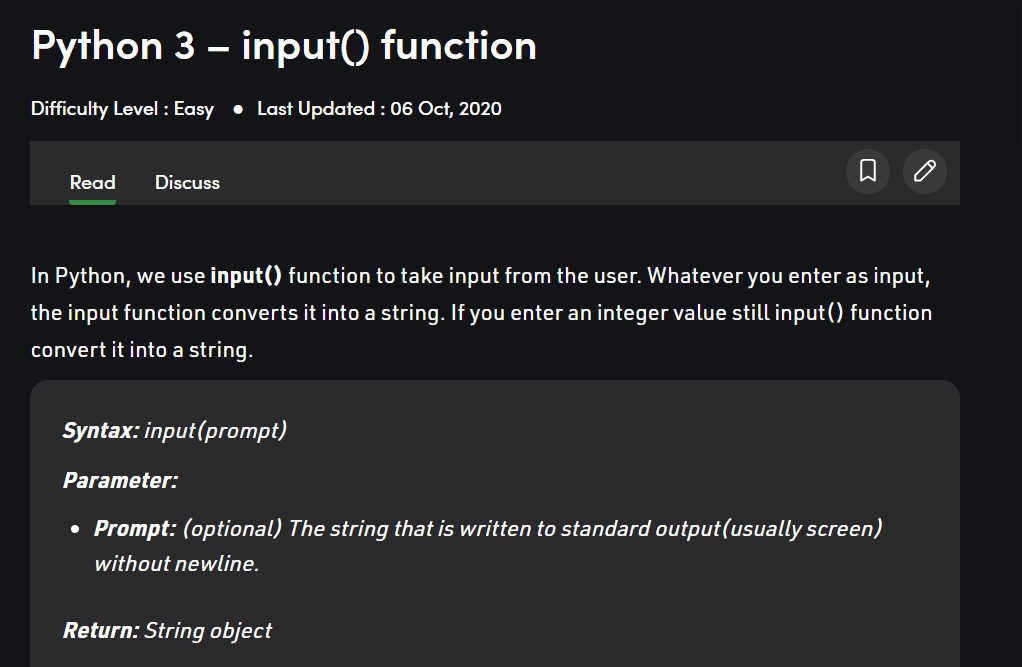 Python 3 – input() function
Difficulty Level : Easy ● Last Updated : 06 Oct, 2020
Read Discuss
In Python, we use input() function to take input from the user. Whatever you enter as input,
the input function converts it into a string. If you enter an integer value still input() function
convert it into a string.
Syntax: input(prompt)
Parameter:
• Prompt: (optional) The string that is written to standard output(usually screen)
without newline.
Return: String object